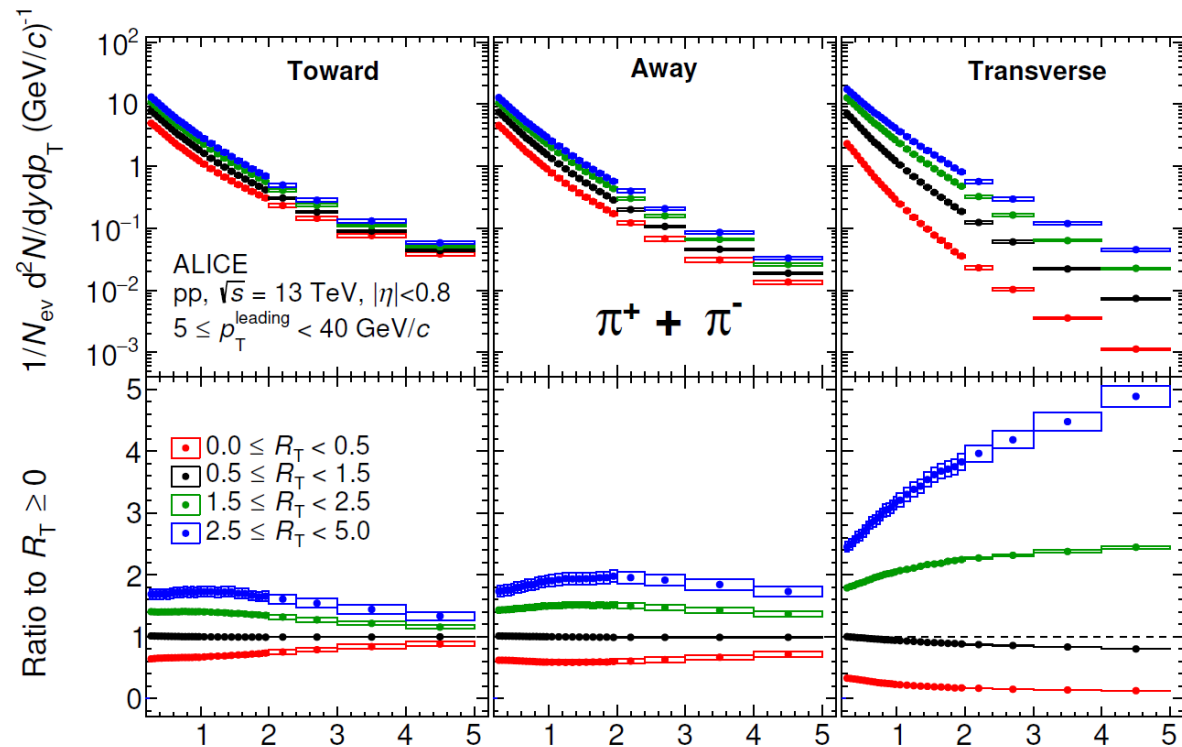 1/N_ev d²N/dydp_T (GeV/c)⁻¹
10²
10
1
10⁻¹
10⁻²
10⁻³
Toward
Away
Transverse
ALICE
pp, √s = 13 TeV, |η|<0.8
5 ≤ p_T^leading < 40 GeV/c
π⁺ + π⁻
Ratio to R_T ≥ 0
5
4
3
2
1
0
0.0 ≤ R_T < 0.5
0.5 ≤ R_T < 1.5
1.5 ≤ R_T < 2.5
2.5 ≤ R_T < 5.0
1 2 3 4 5 1 2 3 4 5 1 2 3 4 5